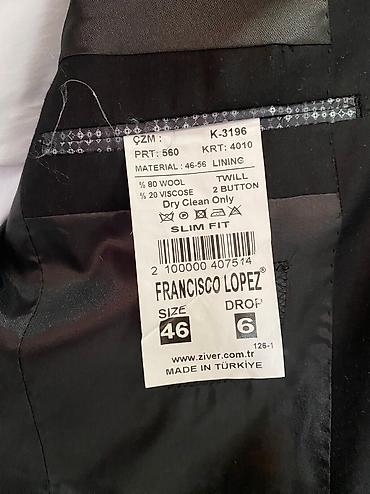 ÇZM : K-3196
PRT: 560 KRT: 4010
MATERIAL : 46-56 LINING
% 80 WOOL TWILL
% 20 VISCOSE 2 BUTTON
Dry Clean Only
SLIM FIT
2 100000 407514
FRANCISCO LOPEZ®
SIZE DROP
46 6
126-1
www.ziver.com.tr
MADE IN TÜRKİYE